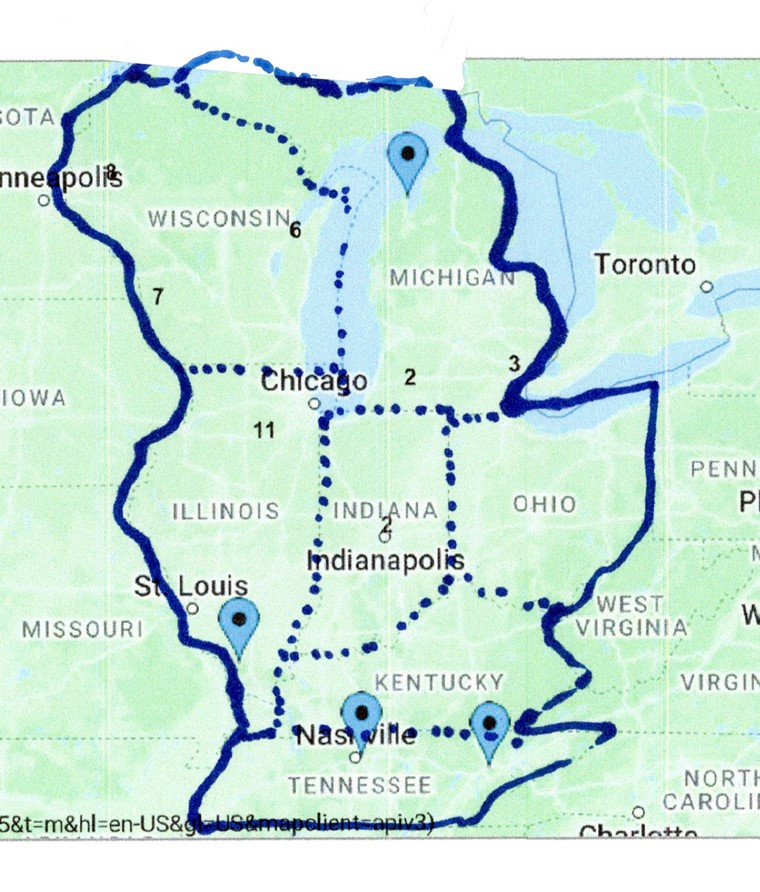 SOTA
8
nneapolis
WISCONSIN
6
Toronto
MICHIGAN
7
3
2
Chicago
IOWA
11
PENN
ILLINOIS
INDIANA
OHIO
2
Indianapolis
St. Louis
WEST
VIRGINIA
MISSOURI
KENTUCKY
VIRGIN
Nashville
TENNESSEE
NORTH
CAROLIN
5&t=m&hl=en-US&gl=US&mapclient=apiv3)
Charlotte